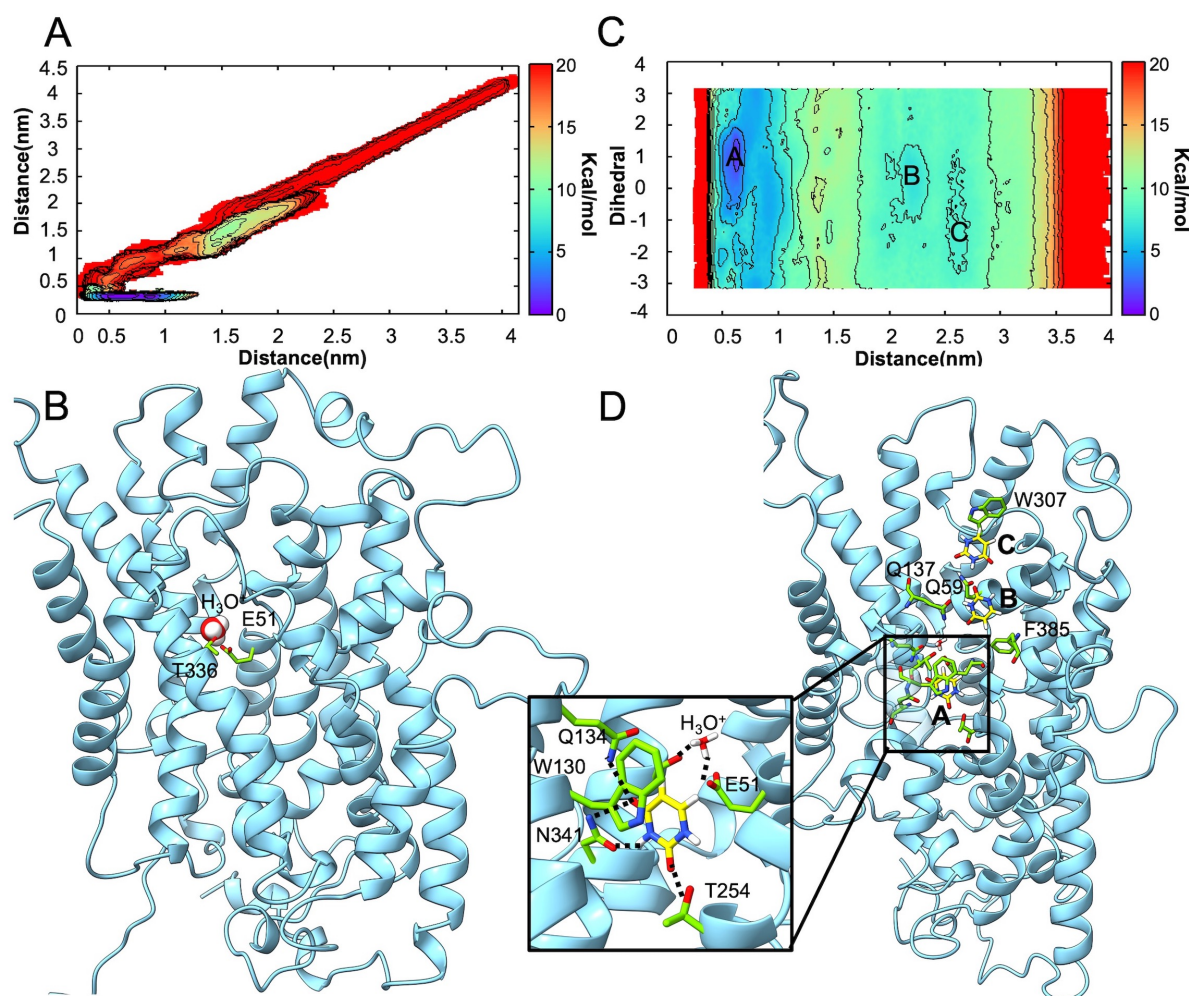 A
4.5
4
3.5
3
2.5
2
1.5
1
0.5
0
Distance(nm)
0 0.5 1 1.5 2 2.5 3 3.5 4
Distance(nm)
20
15
10
5
0
Kcal/mol
C
4
3
2
1
0
-1
-2
-3
-4
Dihedral
A
B
C
0 0.5 1 1.5 2 2.5 3 3.5 4
Distance(nm)
20
15
10
5
0
Kcal/mol
B
H₃O⁺
E51
T336
D
W307
C
Q137
Q59
B
F385
A
Q134
H₃O⁺
W130
E51
N341
T254